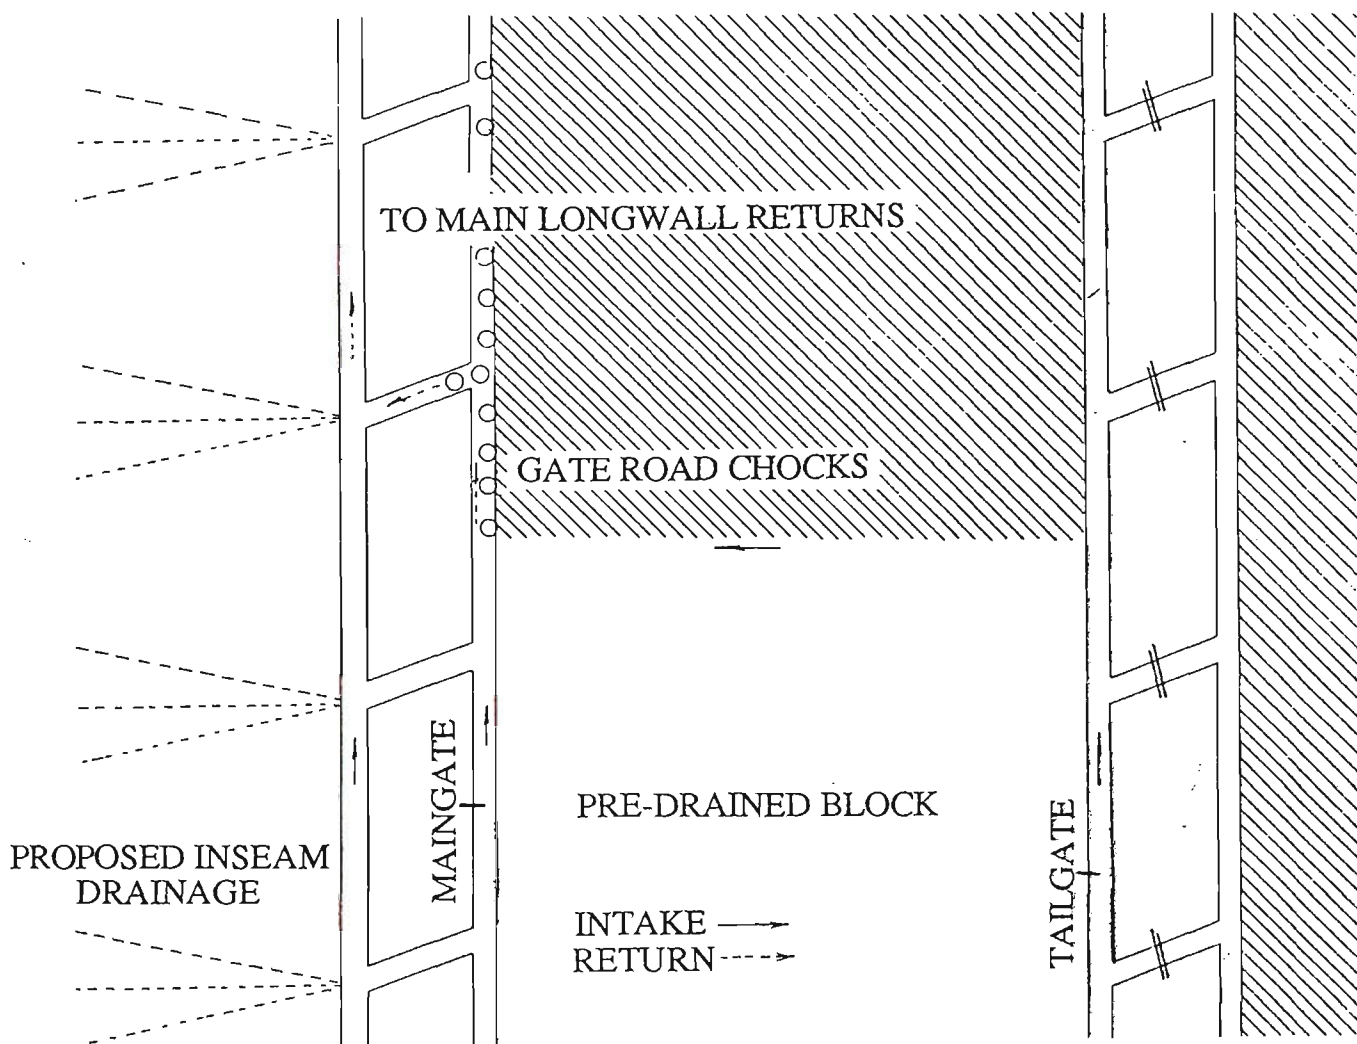 TO MAIN LONGWALL RETURNS
GATE ROAD CHOCKS
MAINGATE
PRE-DRAINED BLOCK
TAILGATE
PROPOSED INSEAM
DRAINAGE
INTAKE
RETURN